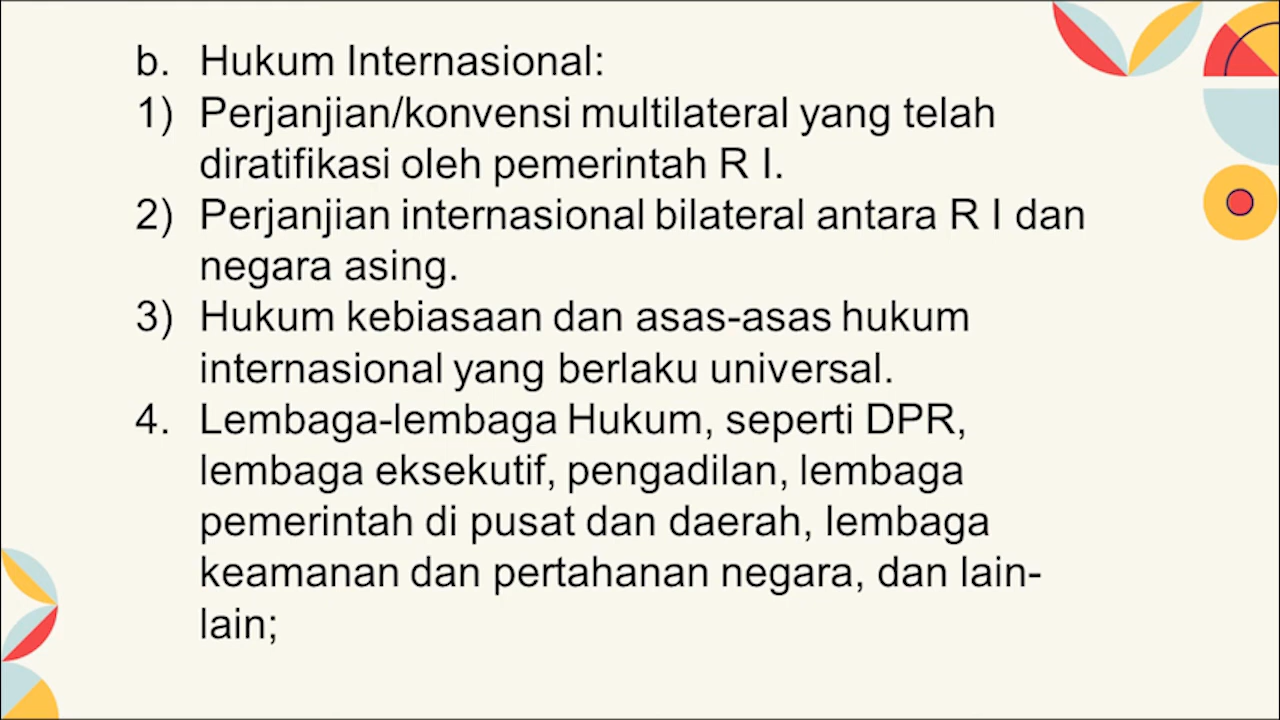 b. Hukum Internasional:
1) Perjanjian/konvensi multilateral yang telah
diratifikasi oleh pemerintah R I.
2) Perjanjian internasional bilateral antara R I dan
negara asing.
3) Hukum kebiasaan dan asas-asas hukum
internasional yang berlaku universal.
4. Lembaga-lembaga Hukum, seperti DPR,
lembaga eksekutif, pengadilan, lembaga
pemerintah di pusat dan daerah, lembaga
keamanan dan pertahanan negara, dan lain-
lain;